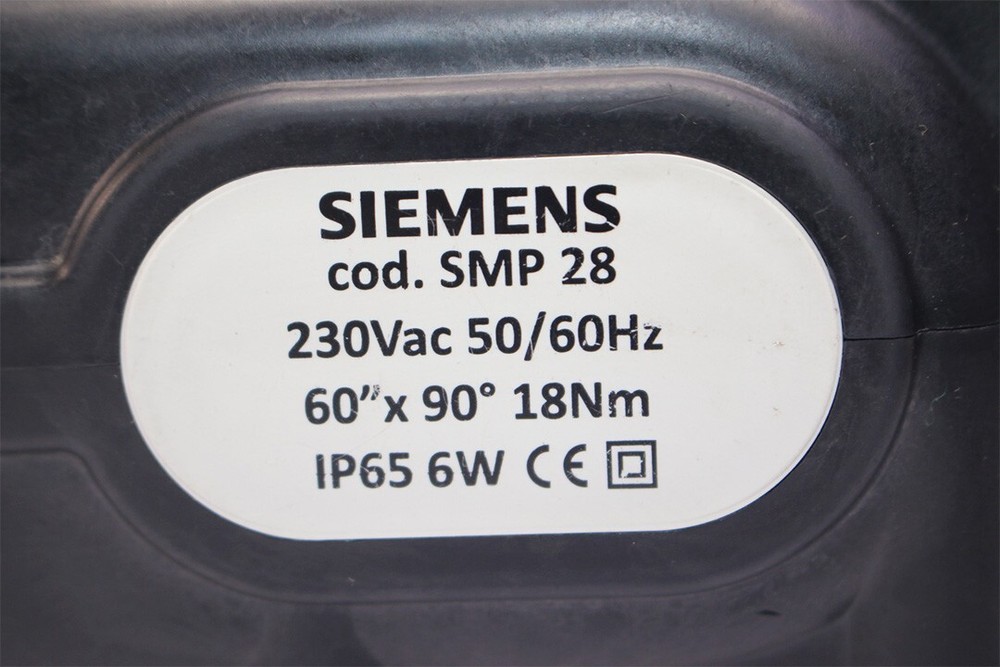 SIEMENS
cod. SMP 28
230Vac 50/60Hz
60”x 90° 18Nm
IP65 6W CE